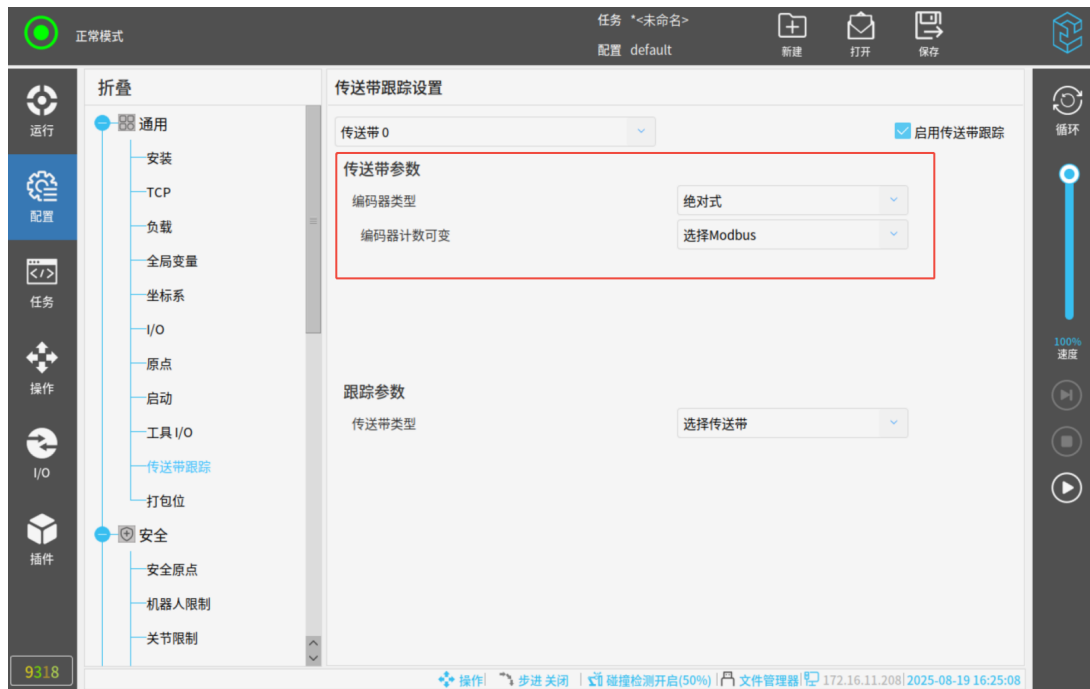 正常模式
任务 *<未命名>
配置 default
新建
打开
保存
运行
配置
任务
操作
I/O
插件
9318
折叠
通用
安装
TCP
负载
全局变量
坐标系
I/O
原点
启动
工具 I/O
传送带跟踪
打包位
安全
安全原点
机器人限制
关节限制
传送带跟踪设置
传送带 0
启用传送带跟踪
传送带参数
编码器类型 绝对式
编码器计数可变 选择Modbus
跟踪参数
传送带类型 选择传送带
循环
100%
速度
操作 步进 关闭 碰撞检测开启(50%) 文件管理器 172.16.11.208 2025-08-19 16:25:08